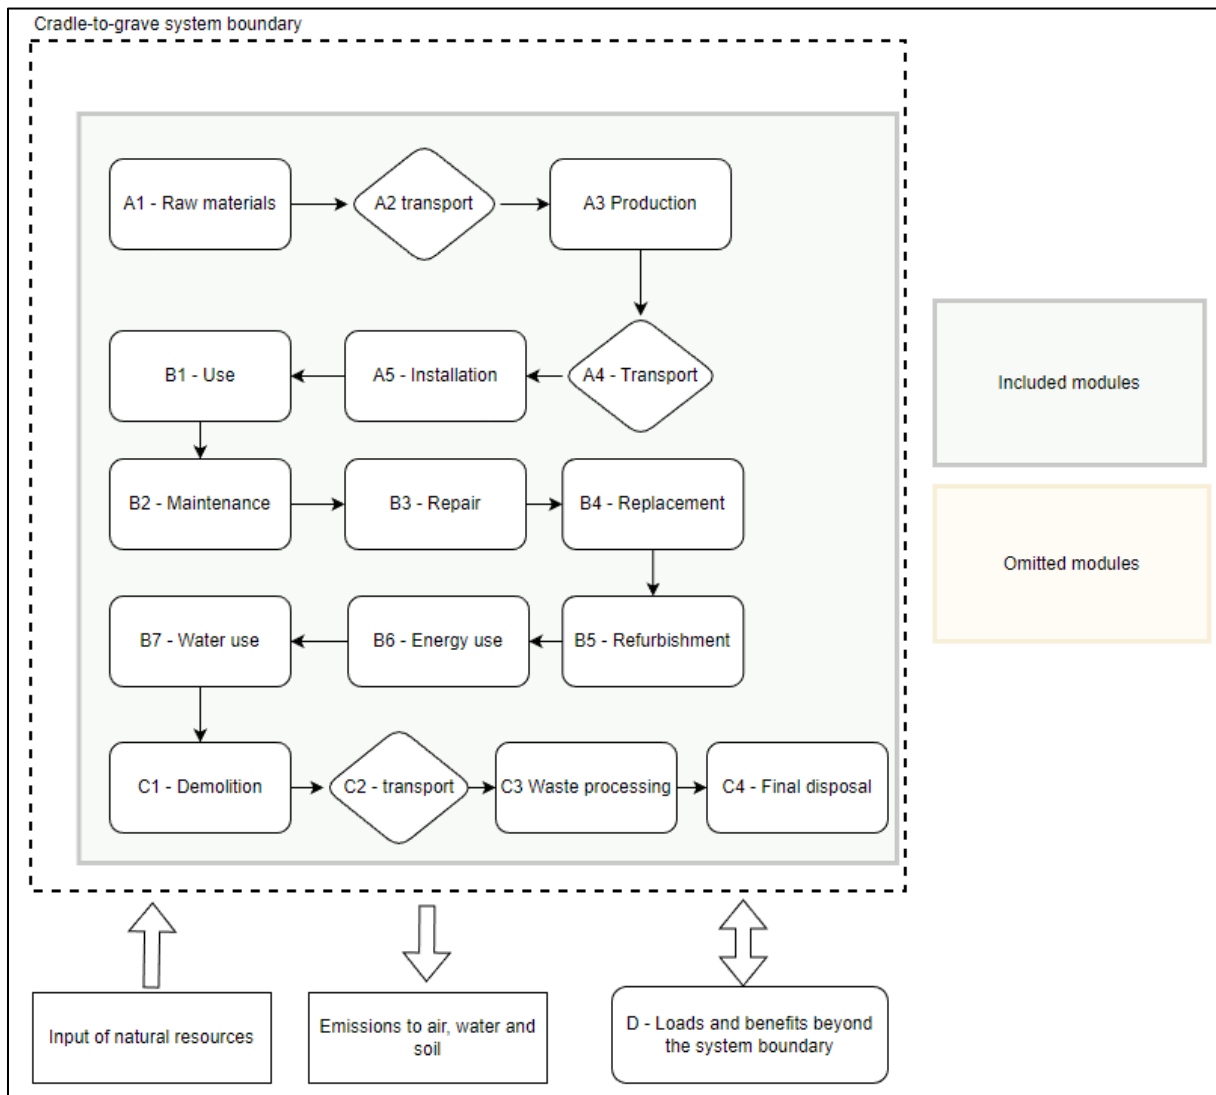 Cradle-to-grave system boundary
A1 - Raw materials
A2 transport
A3 Production
B1 - Use
A5 - Installation
A4 - Transport
Included modules
B2 - Maintenance
B3 - Repair
B4 - Replacement
Omitted modules
B7 - Water use
B6 - Energy use
B5 - Refurbishment
C1 - Demolition
C2 - transport
C3 Waste processing
C4 - Final disposal
Input of natural resources
Emissions to air, water and
soil
D - Loads and benefits beyond
the system boundary